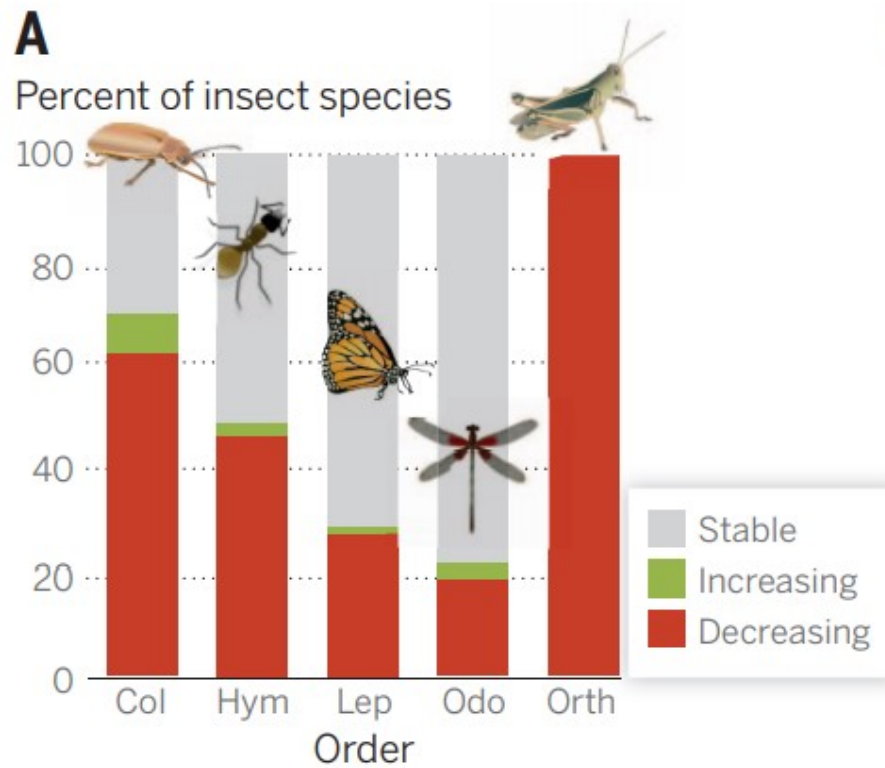 A
Percent of insect species
100
80
60
40
20
0
Col Hym Lep Odo Orth
Order
Stable
Increasing
Decreasing